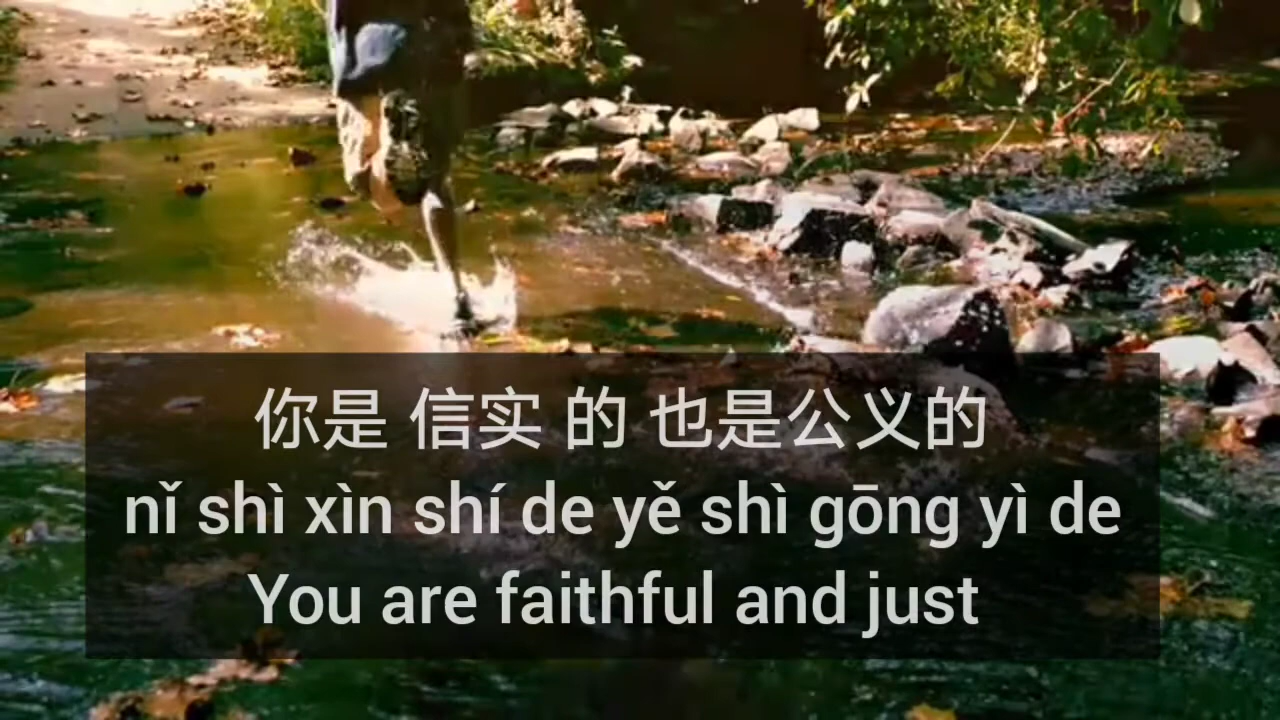 你是 信实 的 也是公义的
nǐ shì xìn shí de yě shì gōng yì de
You are faithful and just